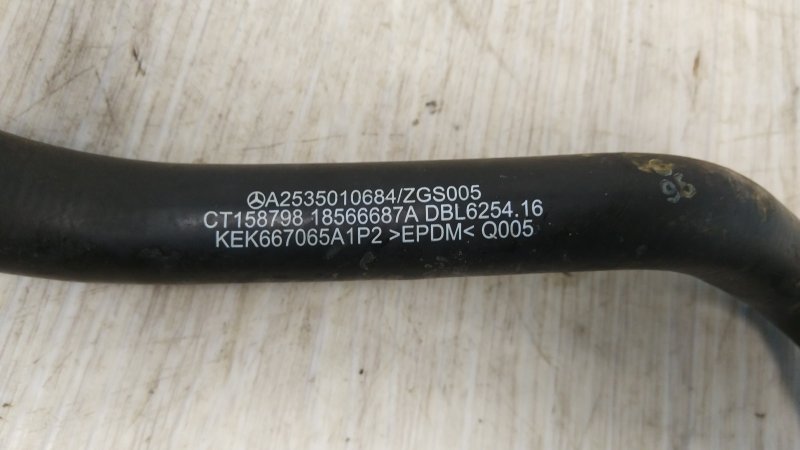 A2535010684/ZGS005
CT158798 18566687A DBL6254.16
KEK667065A1P2 >EPDM< Q005